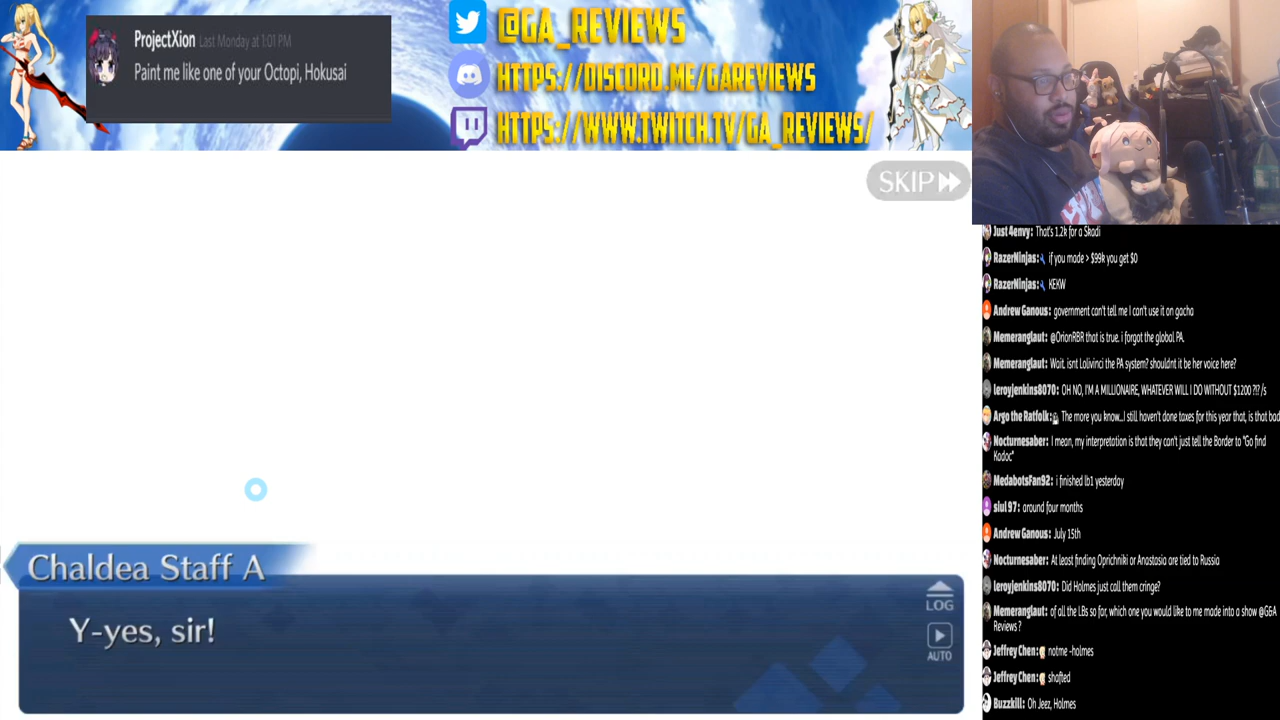 ProjectXion Last Monday at 1:01 PM
Paint me like one of your Octopi, Hokusai
@GA_REVIEWS
HTTPS://DISCORD.ME/GAREVIEWS
HTTPS://WWW.TWITCH.TV/GA_REVIEWS/
SKIP
Just 4envy: That's 1.2k for a Skadi
RazerNinjas: if you made > $99k you get $0
RazerNinjas: KEKW
Andrew Ganous: government can't tell me I can't use it on gacha
Memeranglaut: @OrionRBR that is true. i forgot the global PA.
Memeranglaut: Wait. isnt Lolivinci the PA system? shouldnt it be her voice here?
leroyjenkins8070: OH NO, I'M A MILLIONAIRE, WHATEVER WILL I DO WITHOUT $1200 ?!? /s
Argo the Ratfolk: The more you know...I still haven't done taxes for this year that, is that bad
Nocturnesaber: I mean, my interpretation is that they can't just tell the Border to "Go find
Kadoc"
MedabotsFan92: i finished lb1 yesterday
slul 97: around four months
Andrew Ganous: July 15th
Nocturnesaber: At least finding Oprichniki or Anastasia are tied to Russia
leroyjenkins8070: Did Holmes just call them cringe?
Memeranglaut: of all the LBs so far, which one you would like to me made into a show @G&A
Reviews ?
Jeffrey Chen: notme -holmes
Jeffrey Chen: shafted
Buzzkill: Oh Jeez, Holmes
Chaldea Staff A
Y-yes, sir!
LOG
AUTO